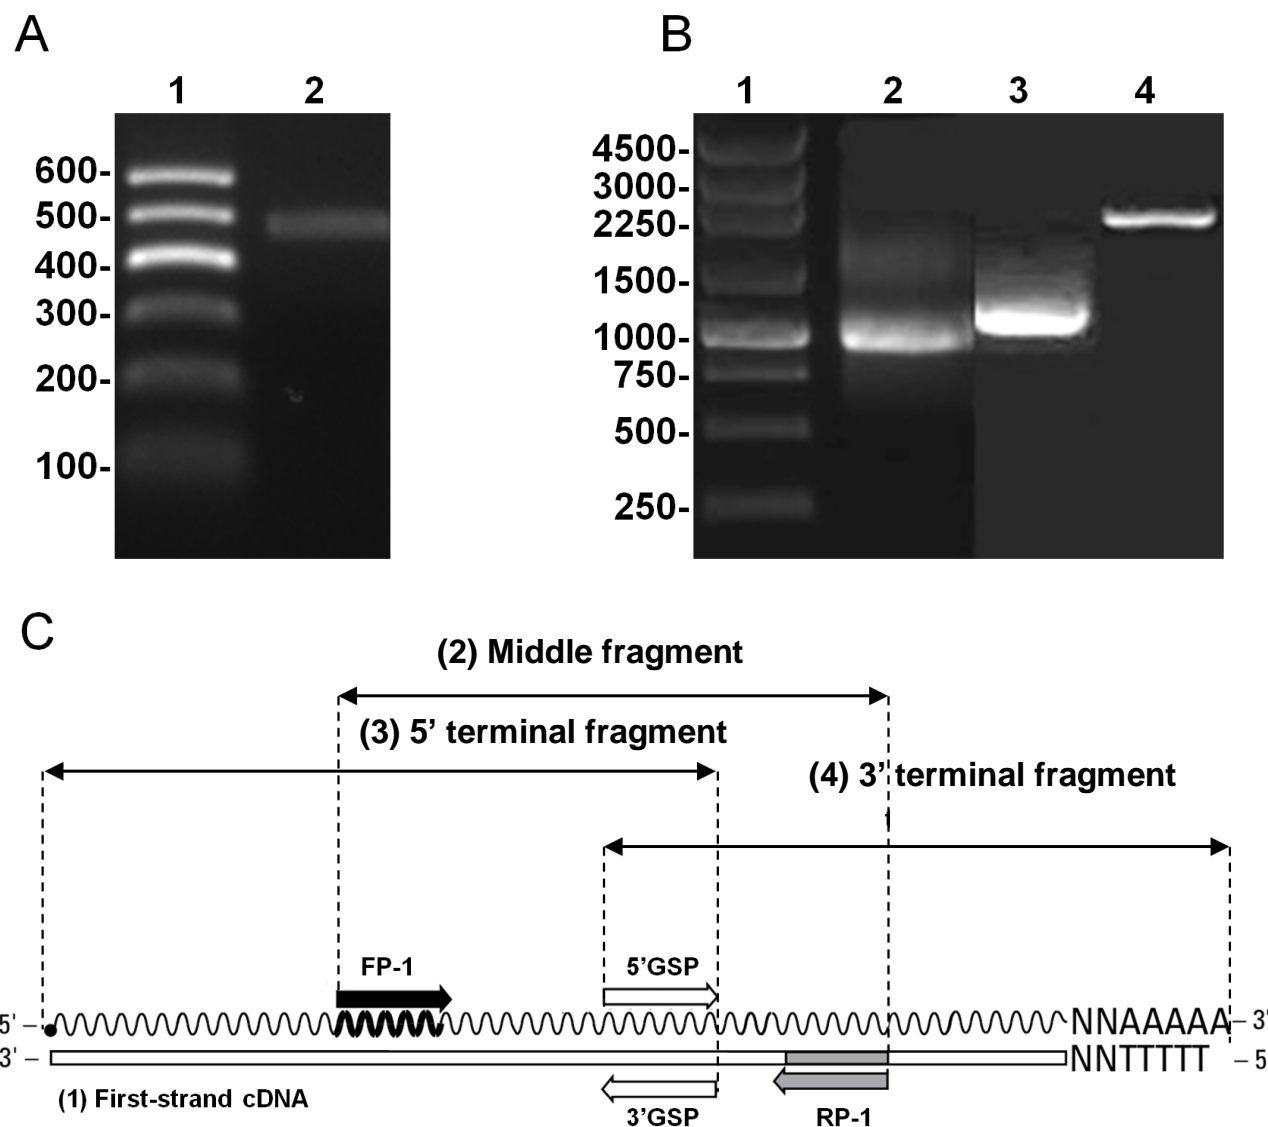 A
B
1 2
1 2 3 4
600-
500-
400-
300-
200-
100-
4500-
3000-
2250-
1500-
1000-
750-
500-
250-
C
(2) Middle fragment
(3) 5’ terminal fragment
(4) 3’ terminal fragment
FP-1
5’GSP
5' – NNAAAAA – 3'
3' – NNTTTTT – 5
(1) First-strand cDNA
3’GSP
RP-1